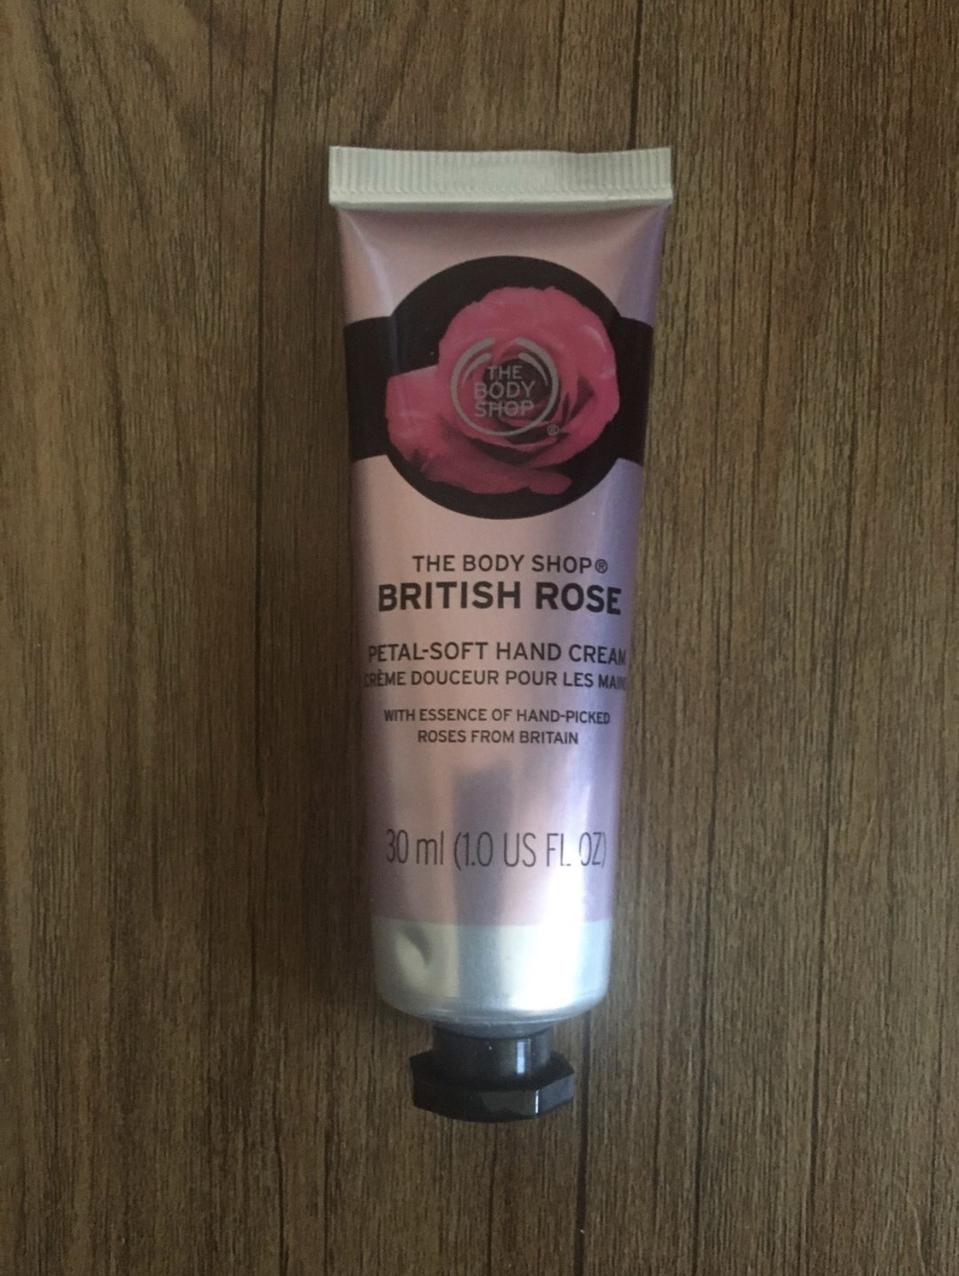 THE
BODY
SHOP
®
THE BODY SHOP®
BRITISH ROSE
PETAL-SOFT HAND CREAM
CRÈME DOUCEUR POUR LES MAINS
WITH ESSENCE OF HAND-PICKED
ROSES FROM BRITAIN
30 ml (1.0 US FL OZ)